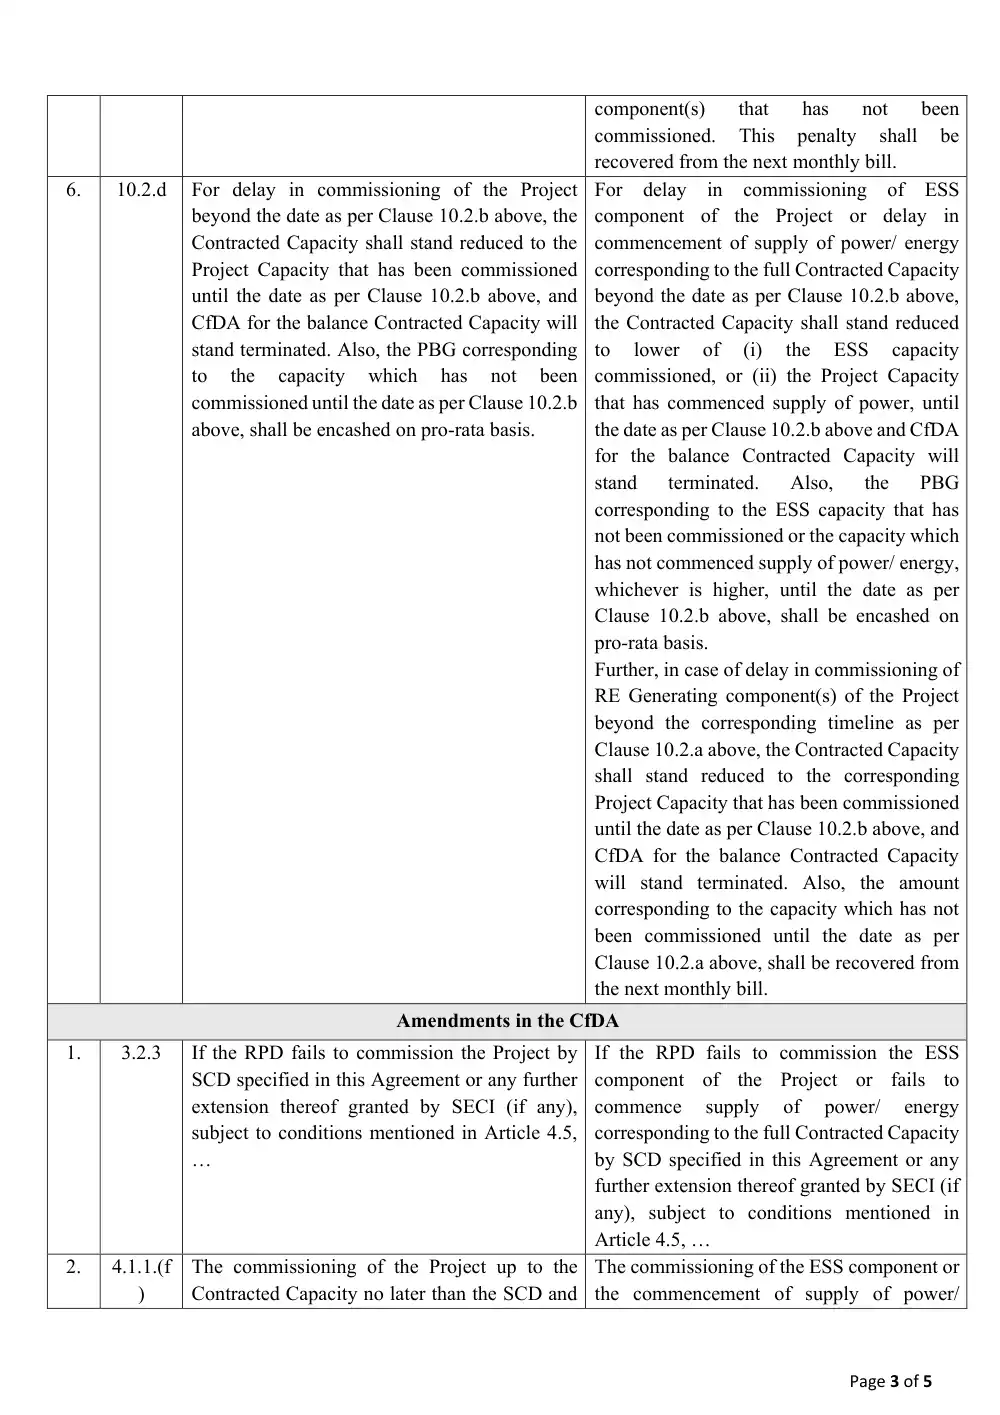 component(s) that has not been
commissioned. This penalty shall be
recovered from the next monthly bill.
6.
10.2.d
For delay in commissioning of the Project
beyond the date as per Clause 10.2.b above, the
Contracted Capacity shall stand reduced to the
Project Capacity that has been commissioned
until the date as per Clause 10.2.b above, and
CfDA for the balance Contracted Capacity will
stand terminated. Also, the PBG corresponding
to the capacity which has not been
commissioned until the date as per Clause 10.2.b
above, shall be encashed on pro-rata basis.
For delay in commissioning of ESS
component of the Project or delay in
commencement of supply of power/ energy
corresponding to the full Contracted Capacity
beyond the date as per Clause 10.2.b above,
the Contracted Capacity shall stand reduced
to lower of (i) the ESS capacity
commissioned, or (ii) the Project Capacity
that has commenced supply of power, until
the date as per Clause 10.2.b above and CfDA
for the balance Contracted Capacity will
stand terminated. Also, the PBG
corresponding to the ESS capacity that has
not been commissioned or the capacity which
has not commenced supply of power/ energy,
whichever is higher, until the date as per
Clause 10.2.b above, shall be encashed on
pro-rata basis.
Further, in case of delay in commissioning of
RE Generating component(s) of the Project
beyond the corresponding timeline as per
Clause 10.2.a above, the Contracted Capacity
shall stand reduced to the corresponding
Project Capacity that has been commissioned
until the date as per Clause 10.2.b above, and
CfDA for the balance Contracted Capacity
will stand terminated. Also, the amount
corresponding to the capacity which has not
been commissioned until the date as per
Clause 10.2.a above, shall be recovered from
the next monthly bill.
Amendments in the CfDA
1.
3.2.3
If the RPD fails to commission the Project by
SCD specified in this Agreement or any further
extension thereof granted by SECI (if any),
subject to conditions mentioned in Article 4.5,
…
If the RPD fails to commission the ESS
component of the Project or fails to
commence supply of power/ energy
corresponding to the full Contracted Capacity
by SCD specified in this Agreement or any
further extension thereof granted by SECI (if
any), subject to conditions mentioned in
Article 4.5, …
2.
4.1.1.(f
)
The commissioning of the Project up to the
Contracted Capacity no later than the SCD and
The commissioning of the ESS component or
the commencement of supply of power/
Page 3 of 5